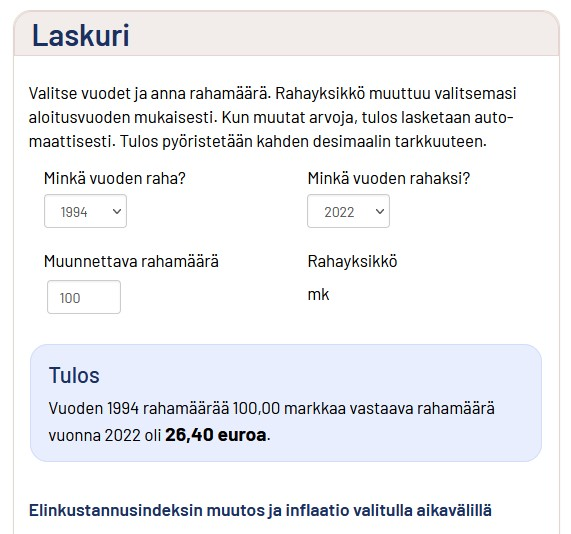 Laskuri
Valitse vuodet ja anna rahamäärä. Rahayksikkö muuttuu valitsemasi
aloitusvuoden mukaisesti. Kun muutat arvoja, tulos lasketaan auto-
maattisesti. Tulos pyöristetään kahden desimaalin tarkkuuteen.
Minkä vuoden raha?
Minkä vuoden rahaksi?
1994
2022
Muunnettava rahamäärä
Rahayksikkö
100
mk
Tulos
Vuoden 1994 rahamäärää 100,00 markkaa vastaava rahamäärä
vuonna 2022 oli 26,40 euroa.
Elinkustannusindeksin muutos ja inflaatio valitulla aikavälillä